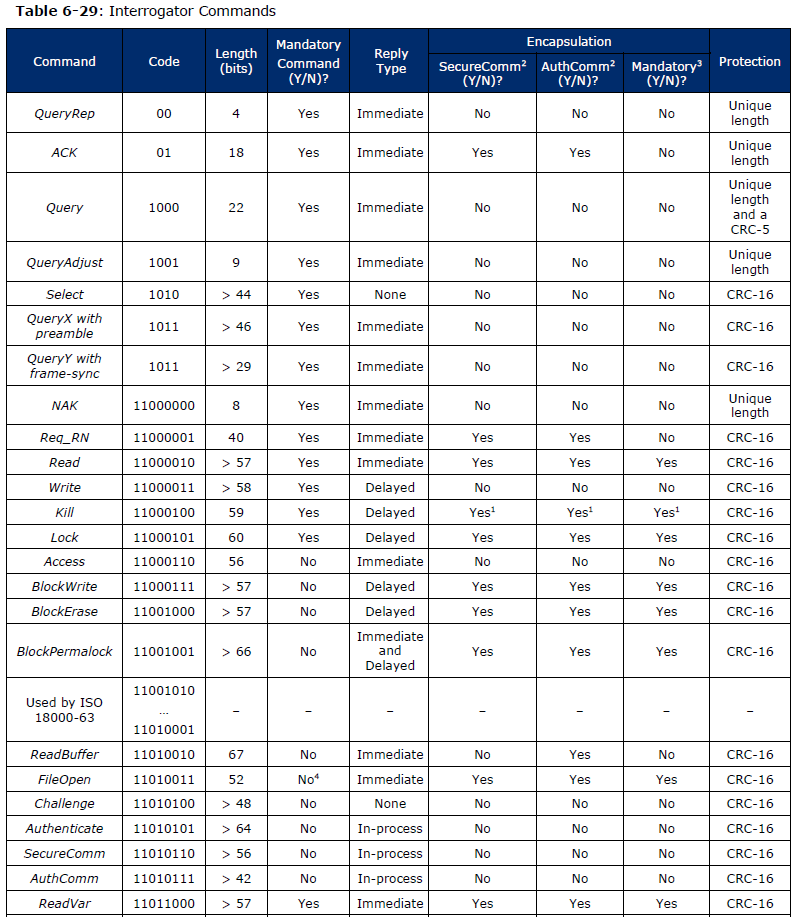 Table 6-29: Interrogator Commands
Command Code Length (bits) Mandatory Command (Y/N)? Reply Type Encapsulation Protection
SecureComm² (Y/N)? AuthComm² (Y/N)? Mandatory³ (Y/N)?
QueryRep 00 4 Yes Immediate No No No Unique length
ACK 01 18 Yes Immediate Yes Yes No Unique length
Query 1000 22 Yes Immediate No No No Unique length and a CRC-5
QueryAdjust 1001 9 Yes Immediate No No No Unique length
Select 1010 > 44 Yes None No No No CRC-16
QueryX with preamble 1011 > 46 Yes Immediate No No No CRC-16
QueryY with frame-sync 1011 > 29 Yes Immediate No No No CRC-16
NAK 11000000 8 Yes Immediate No No No Unique length
Req_RN 11000001 40 Yes Immediate Yes Yes No CRC-16
Read 11000010 > 57 Yes Immediate Yes Yes Yes CRC-16
Write 11000011 > 58 Yes Delayed No No No CRC-16
Kill 11000100 59 Yes Delayed Yes¹ Yes¹ Yes¹ CRC-16
Lock 11000101 60 Yes Delayed Yes Yes Yes CRC-16
Access 11000110 56 No Immediate No No No CRC-16
BlockWrite 11000111 > 57 No Delayed Yes Yes Yes CRC-16
BlockErase 11001000 > 57 No Delayed Yes Yes Yes CRC-16
BlockPermalock 11001001 > 66 No Immediate and Delayed Yes Yes Yes CRC-16
Used by ISO 18000-63 11001010 … 11010001 – – – – – – –
ReadBuffer 11010010 67 No Immediate No Yes No CRC-16
FileOpen 11010011 52 No⁴ Immediate Yes Yes Yes CRC-16
Challenge 11010100 > 48 No None No No No CRC-16
Authenticate 11010101 > 64 No In-process No No No CRC-16
SecureComm 11010110 > 56 No In-process No No No CRC-16
AuthComm 11010111 > 42 No In-process No No No CRC-16
ReadVar 11011000 > 57 Yes Immediate Yes Yes Yes CRC-16